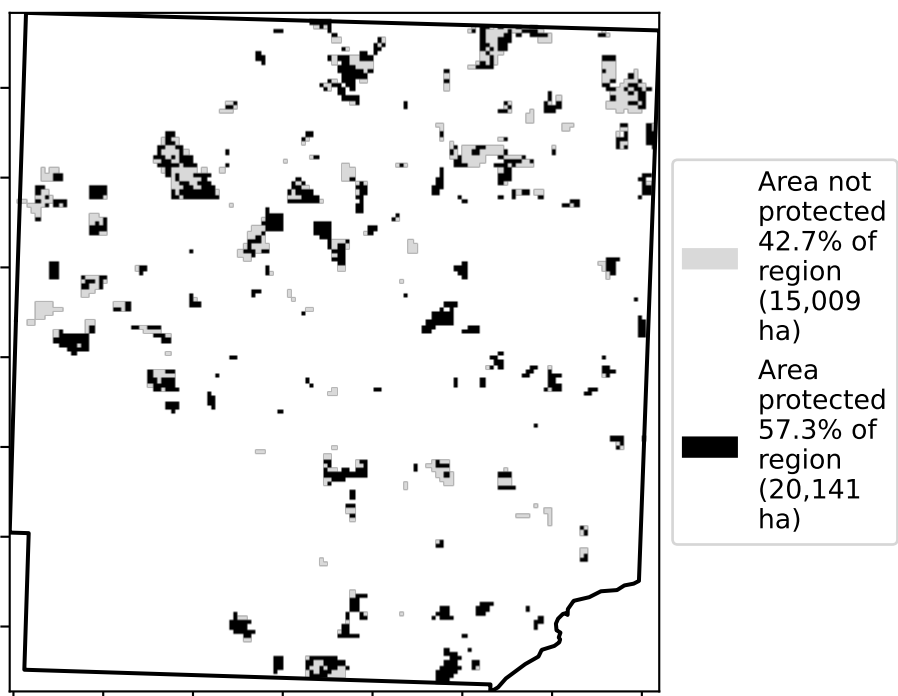 Area not
protected
42.7% of
region
(15,009
ha)
Area
protected
57.3% of
region
(20,141
ha)